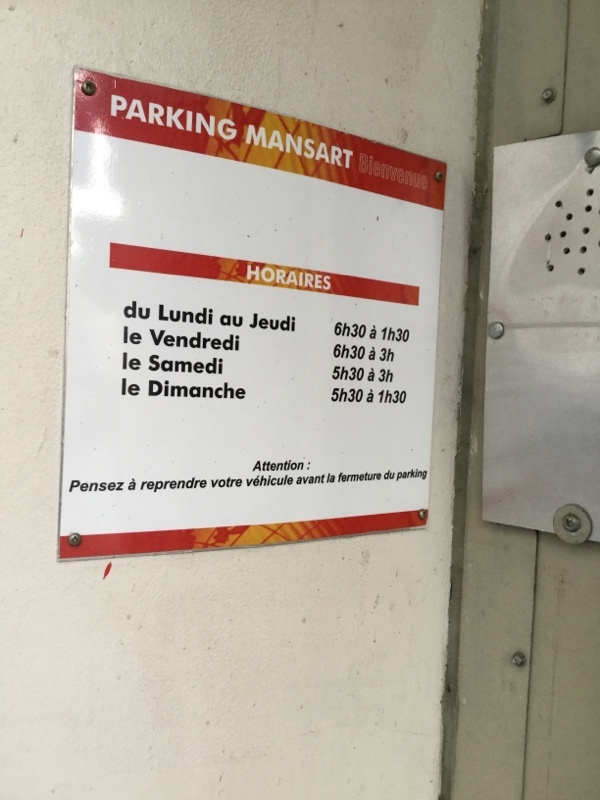 PARKING MANSART Bienvenue
HORAIRES
du Lundi au Jeudi 6h30 à 1h30
le Vendredi 6h30 à 3h
le Samedi 5h30 à 3h
le Dimanche 5h30 à 1h30
Attention :
Pensez à reprendre votre véhicule avant la fermeture du parking